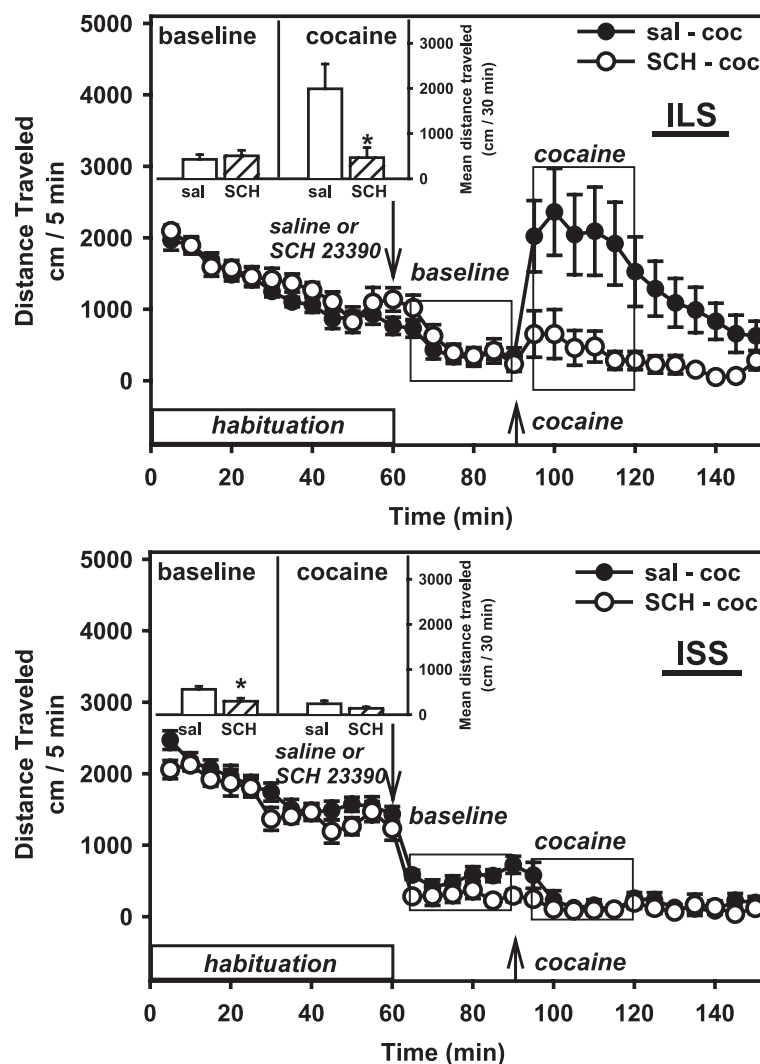 baseline
cocaine
3000
2000
1000
0
Mean distance traveled
(cm / 30 min)
*
sal SCH
sal SCH
sal - coc
SCH - coc
ILS
5000
4000
3000
2000
1000
0
Distance Traveled
cm / 5 min
saline or
SCH 23390
baseline
cocaine
habituation
cocaine
0 20 40 60 80 100 120 140
Time (min)
baseline
cocaine
3000
2000
1000
0
Mean distance traveled
(cm / 30 min)
*
sal SCH
sal SCH
sal - coc
SCH - coc
ISS
5000
4000
3000
2000
1000
0
Distance Traveled
cm / 5 min
saline or
SCH 23390
baseline
cocaine
habituation
cocaine
0 20 40 60 80 100 120 140
Time (min)